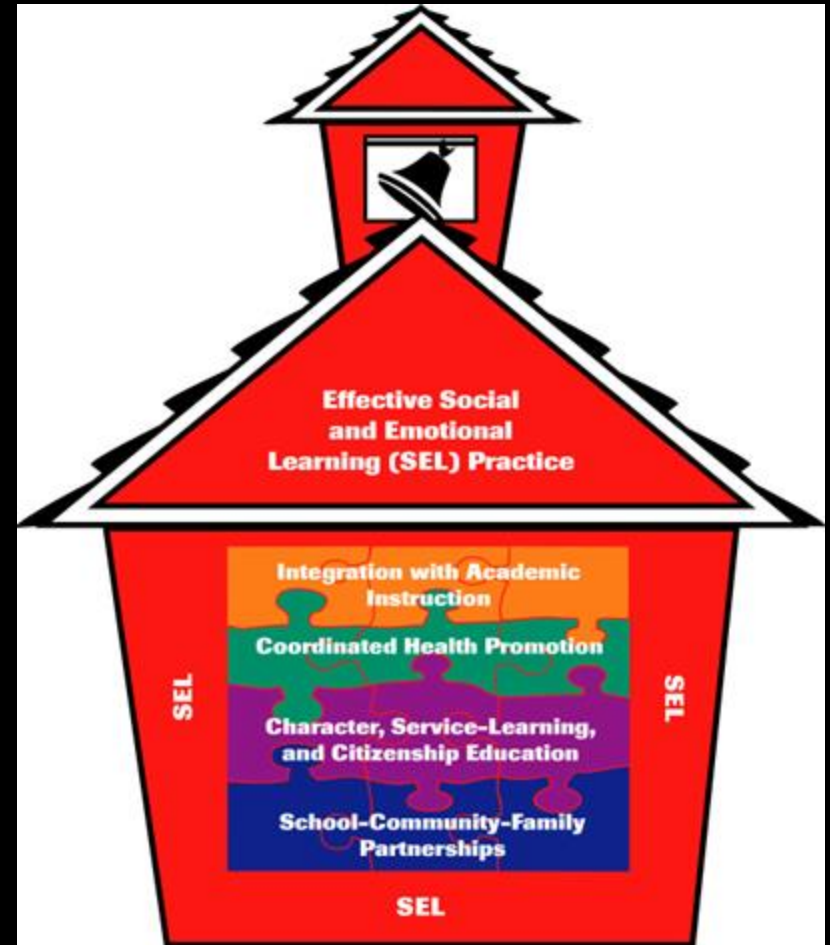 Effective Social
and Emotional
Learning (SEL) Practice
Integration with Academic
Instruction
Coordinated Health Promotion
SEL
SEL
Character, Service-Learning,
and Citizenship Education
School-Community-Family
Partnerships
SEL